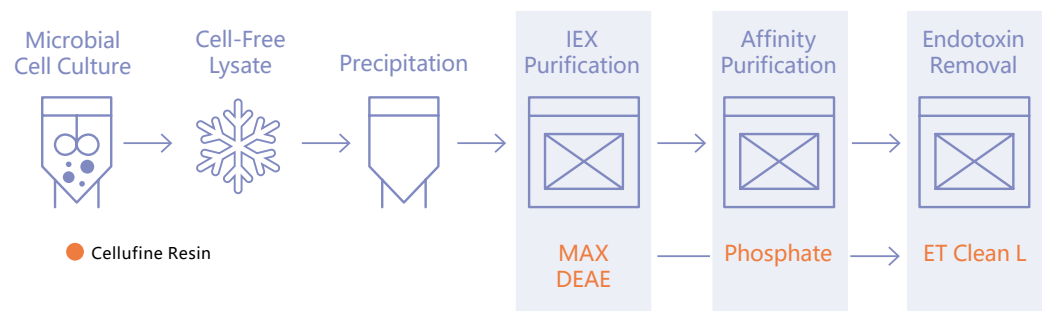 Microbial
Cell Culture
Cell-Free
Lysate
Precipitation
IEX
Purification
Affinity
Purification
Endotoxin
Removal
Cellufine Resin
MAX
DEAE
Phosphate
ET Clean L